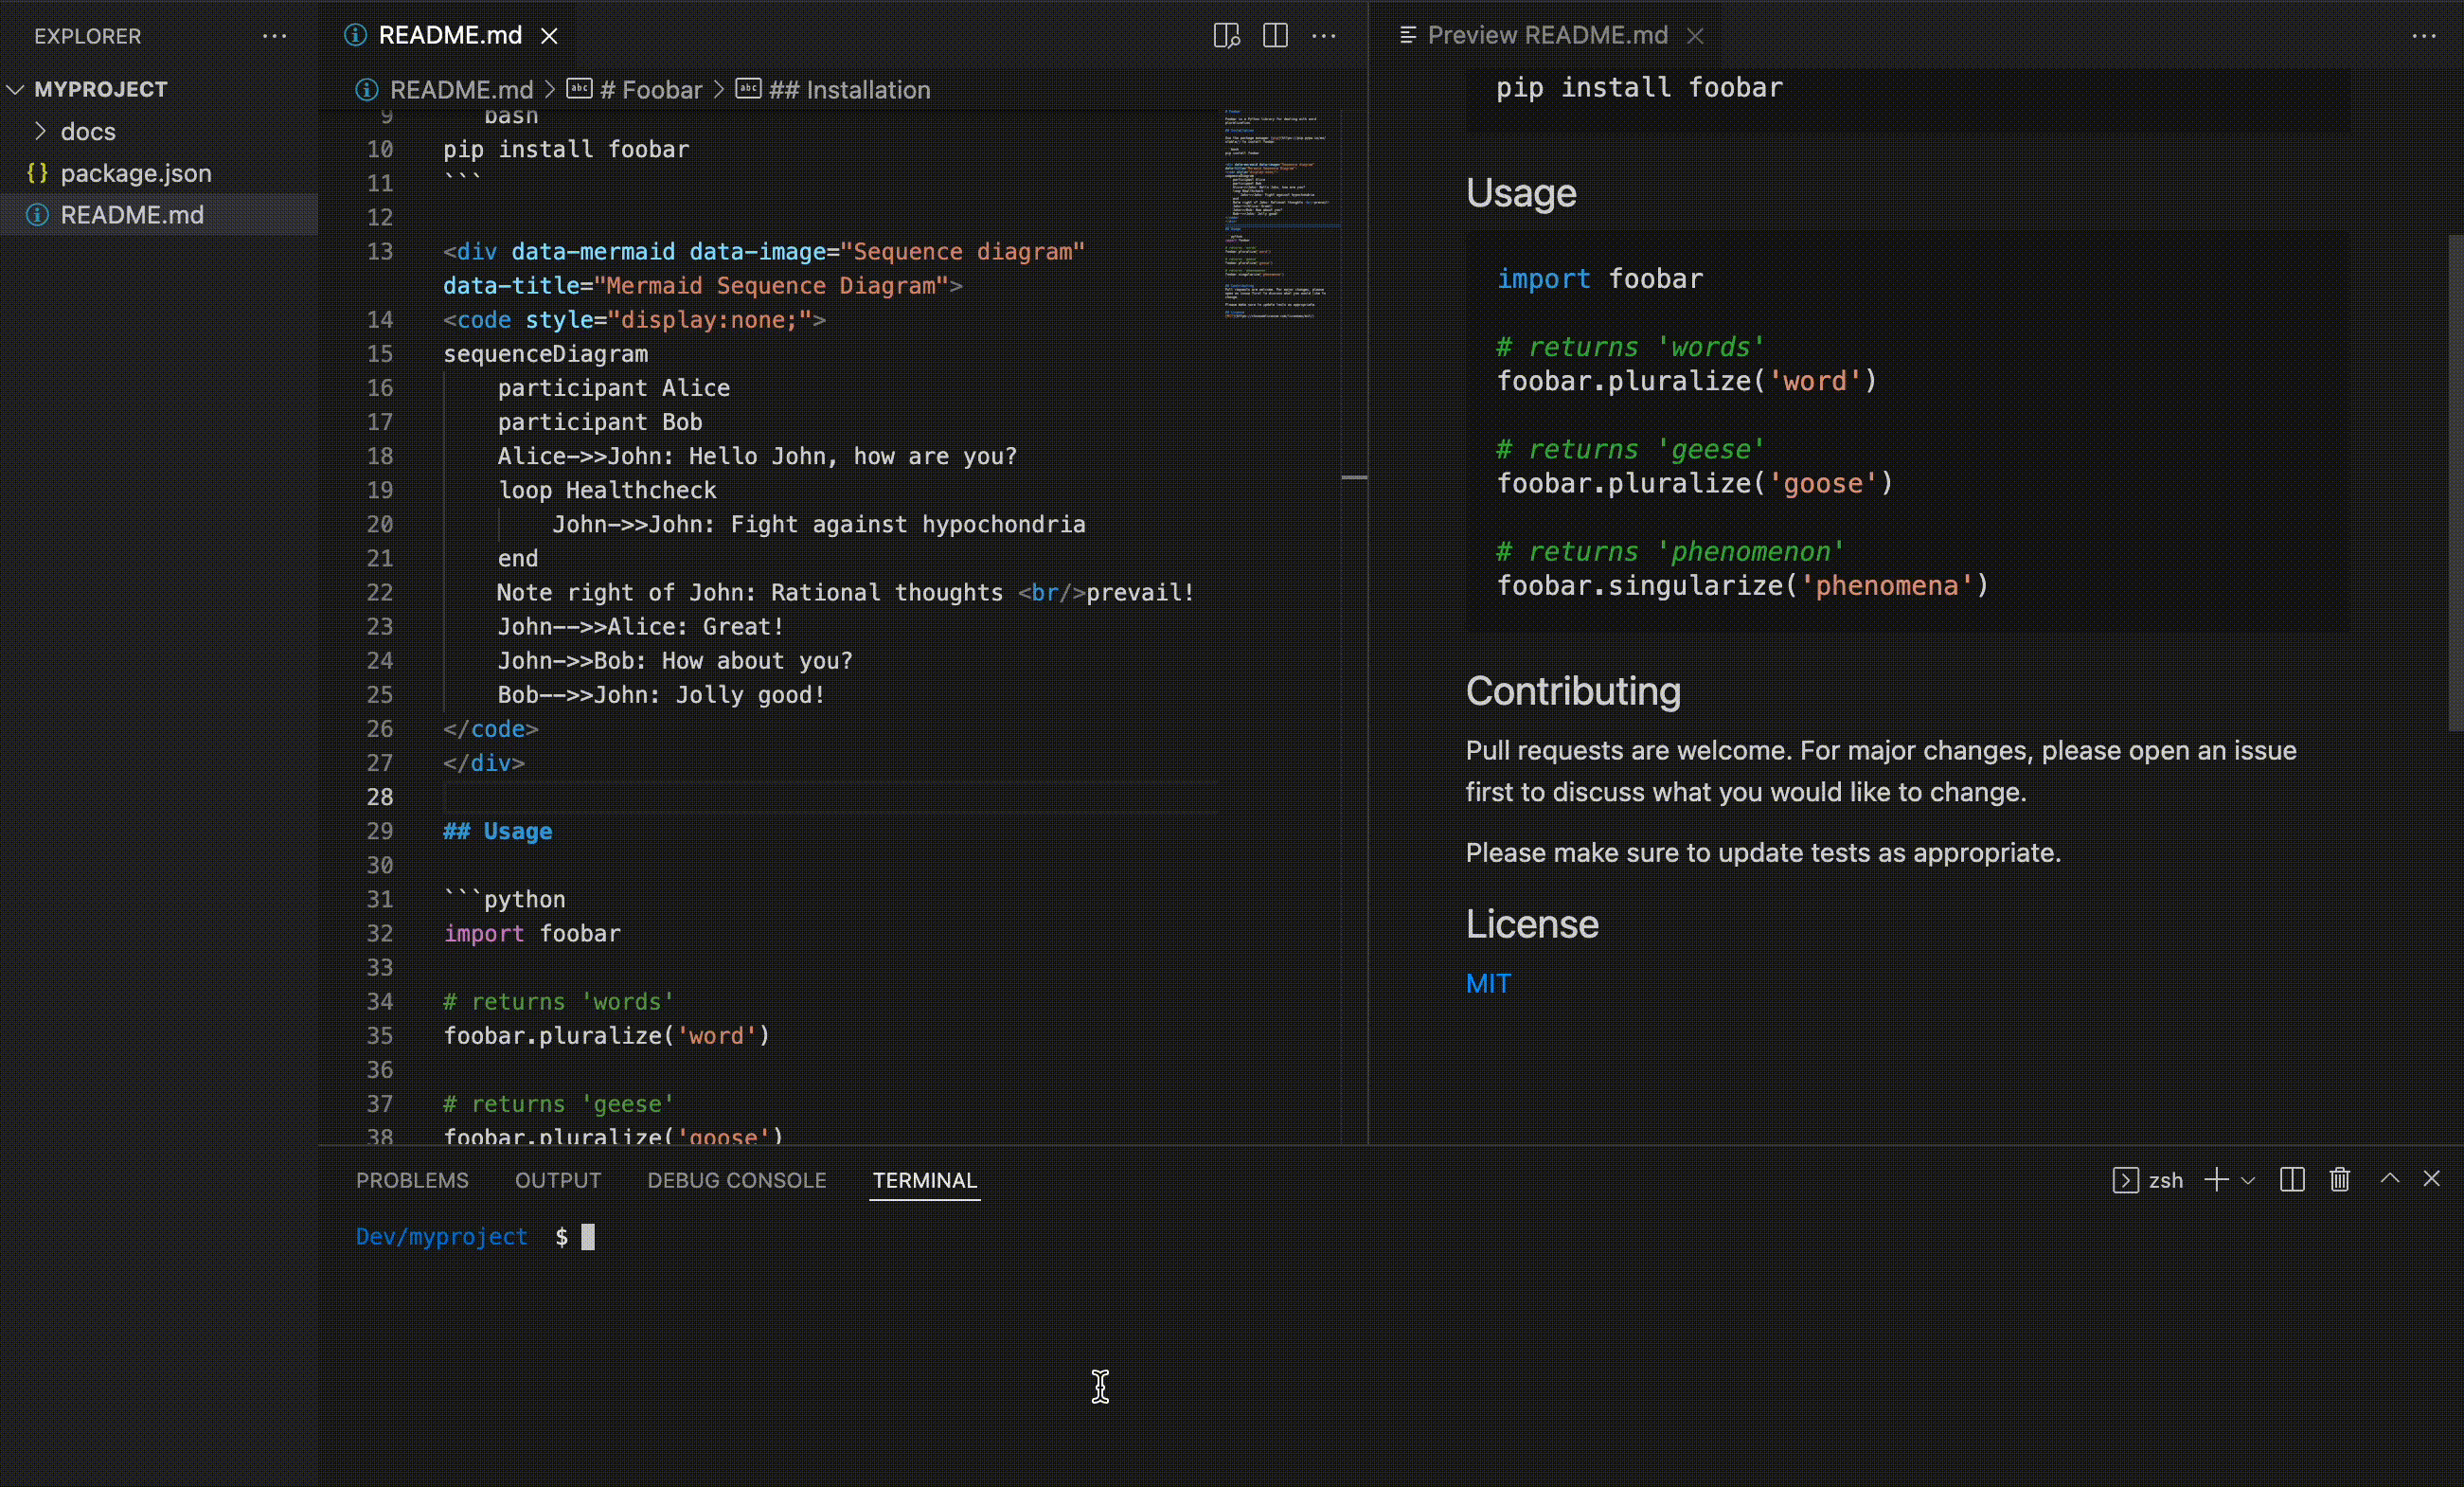 EXPLORER
MYPROJECT
docs
{} package.json
README.md
README.md
README.md > # Foobar > ## Installation
9 bash
10 pip install foobar
11 ```
12
13 <div data-mermaid data-image="Sequence diagram"
data-title="Mermaid Sequence Diagram">
14 <code style="display:none;">
15 sequenceDiagram
16 participant Alice
17 participant Bob
18 Alice->>John: Hello John, how are you?
19 loop Healthcheck
20 John->>John: Fight against hypochondria
21 end
22 Note right of John: Rational thoughts <br/>prevail!
23 John-->>Alice: Great!
24 John->>Bob: How about you?
25 Bob-->>John: Jolly good!
26 </code>
27 </div>
28
29 ## Usage
30
31 ```python
32 import foobar
33
34 # returns 'words'
35 foobar.pluralize('word')
36
37 # returns 'geese'
38 foobar.pluralize('goose')
Preview README.md
pip install foobar
Usage
import foobar
# returns 'words'
foobar.pluralize('word')
# returns 'geese'
foobar.pluralize('goose')
# returns 'phenomenon'
foobar.singularize('phenomena')
Contributing
Pull requests are welcome. For major changes, please open an issue
first to discuss what you would like to change.
Please make sure to update tests as appropriate.
License
MIT
PROBLEMS OUTPUT DEBUG CONSOLE TERMINAL
zsh
Dev/myproject $